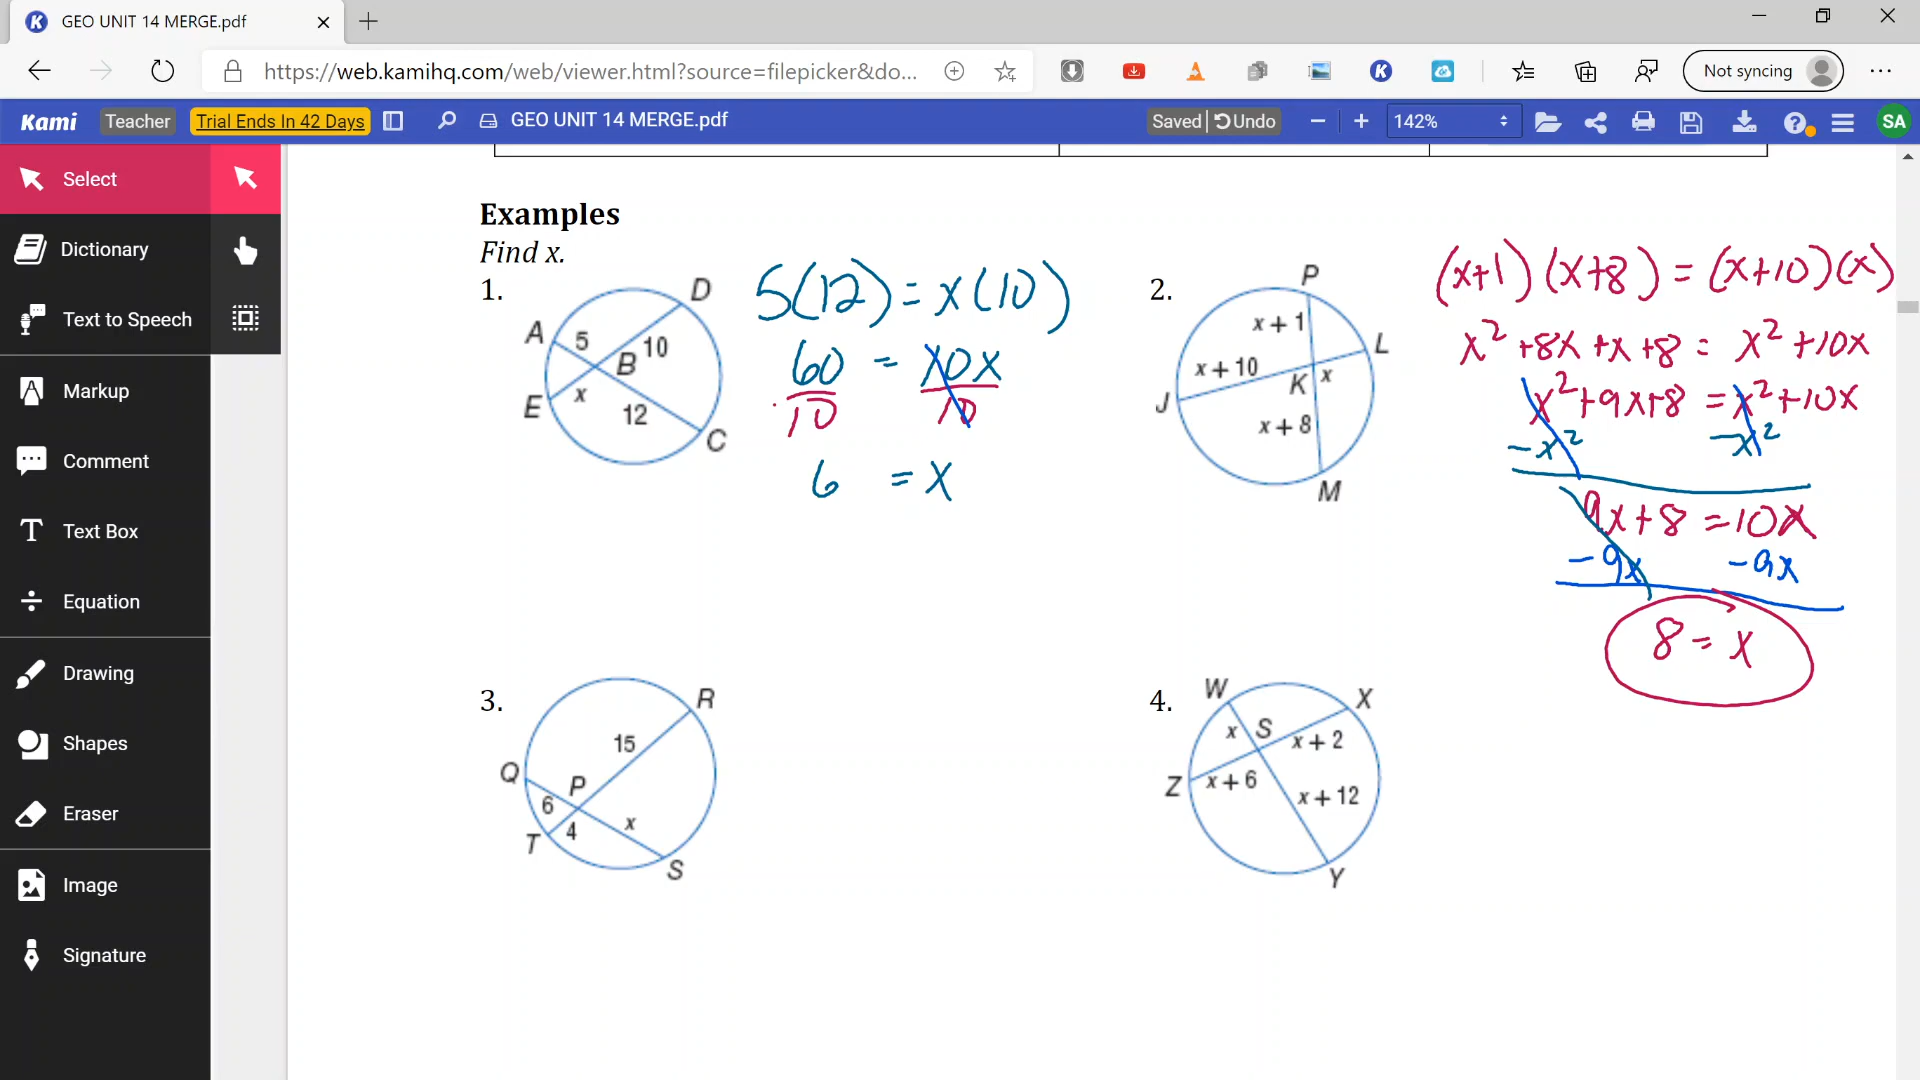 GEO UNIT 14 MERGE.pdf
https://web.kamihq.com/web/viewer.html?source=filepicker&do...
Not syncing
Kami
Teacher
Trial Ends In 42 Days
GEO UNIT 14 MERGE.pdf
Saved
Undo
142%
SA
Select
Dictionary
Text to Speech
Markup
Comment
Text Box
Equation
Drawing
Shapes
Eraser
Image
Signature
Examples
Find x.
1.
A
D
5
10
B
E
x
12
C
5(12) = x(10)
60 = 10x
10 10
6 = x
2.
P
x + 1
L
x + 10
K
x
J
x + 8
M
(x+1)(x+8) = (x+10)(x)
x² +8x +x +8 = x² +10x
x²+9x+8 = x²+10x
-x² -x²
9x+8 = 10x
-9x -9x
8 = x
3.
R
15
Q
P
6
4
x
T
S
4.
W
X
x
S
x + 2
Z
x + 6
x + 12
Y